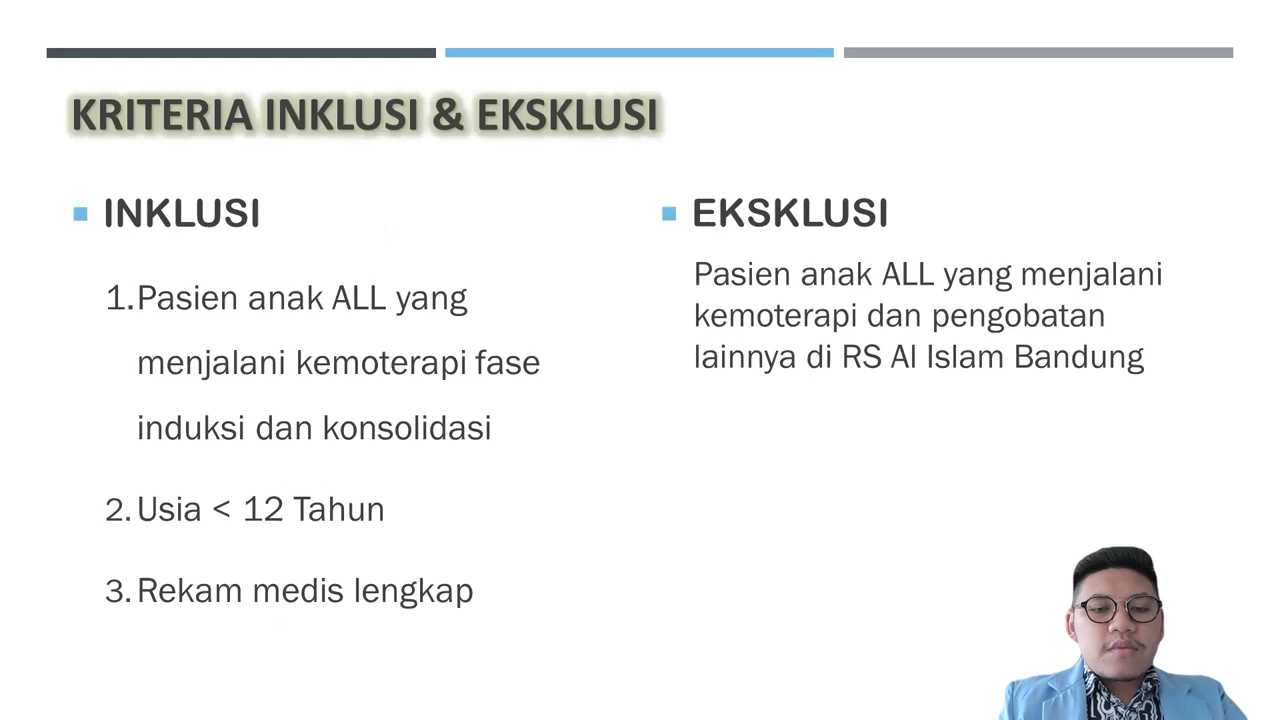 KRITERIA INKLUSI & EKSKLUSI
INKLUSI
1.Pasien anak ALL yang
menjalani kemoterapi fase
induksi dan konsolidasi
2.Usia < 12 Tahun
3.Rekam medis lengkap
EKSKLUSI
Pasien anak ALL yang menjalani
kemoterapi dan pengobatan
lainnya di RS Al Islam Bandung